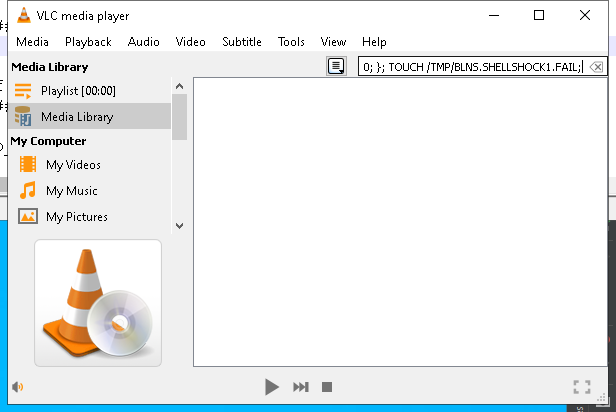 VLC media player
Media Playback Audio Video Subtitle Tools View Help
Media Library
0; }; TOUCH /TMP/BLNS.SHELLSHOCK1.FAIL;
Playlist [00:00]
Media Library
My Computer
My Videos
My Music
My Pictures